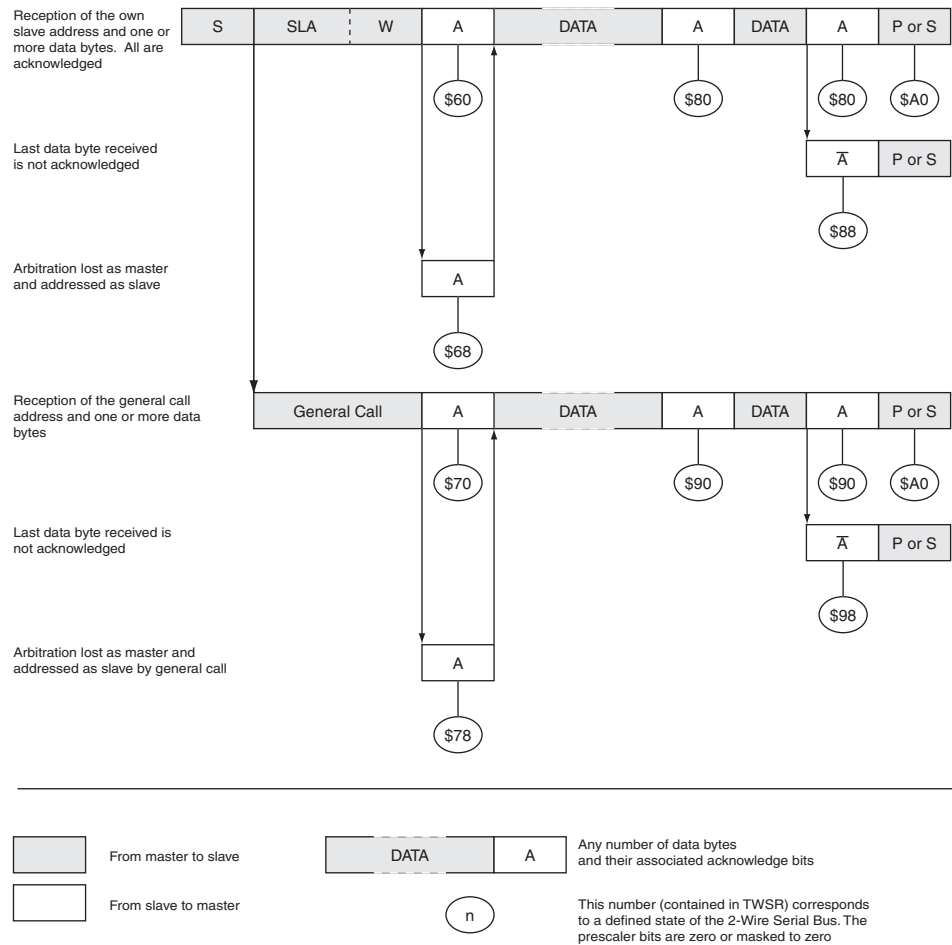 Reception of the own
slave address and one or
more data bytes.  All are
acknowledged
S SLA W A DATA A DATA A P or S
$60 $80 $80 $A0
Last data byte received
is not acknowledged
A̅ P or S
$88
Arbitration lost as master
and addressed as slave
A
$68
Reception of the general call
address and one or more data
bytes
General Call A DATA A DATA A P or S
$70 $90 $90 $A0
Last data byte received is
not acknowledged
A̅ P or S
$98
Arbitration lost as master and
addressed as slave by general call
A
$78
From master to slave
DATA A
Any number of data bytes
and their associated acknowledge bits
From slave to master
n
This number (contained in TWSR) corresponds
to a defined state of the 2-Wire Serial Bus. The
prescaler bits are zero or masked to zero